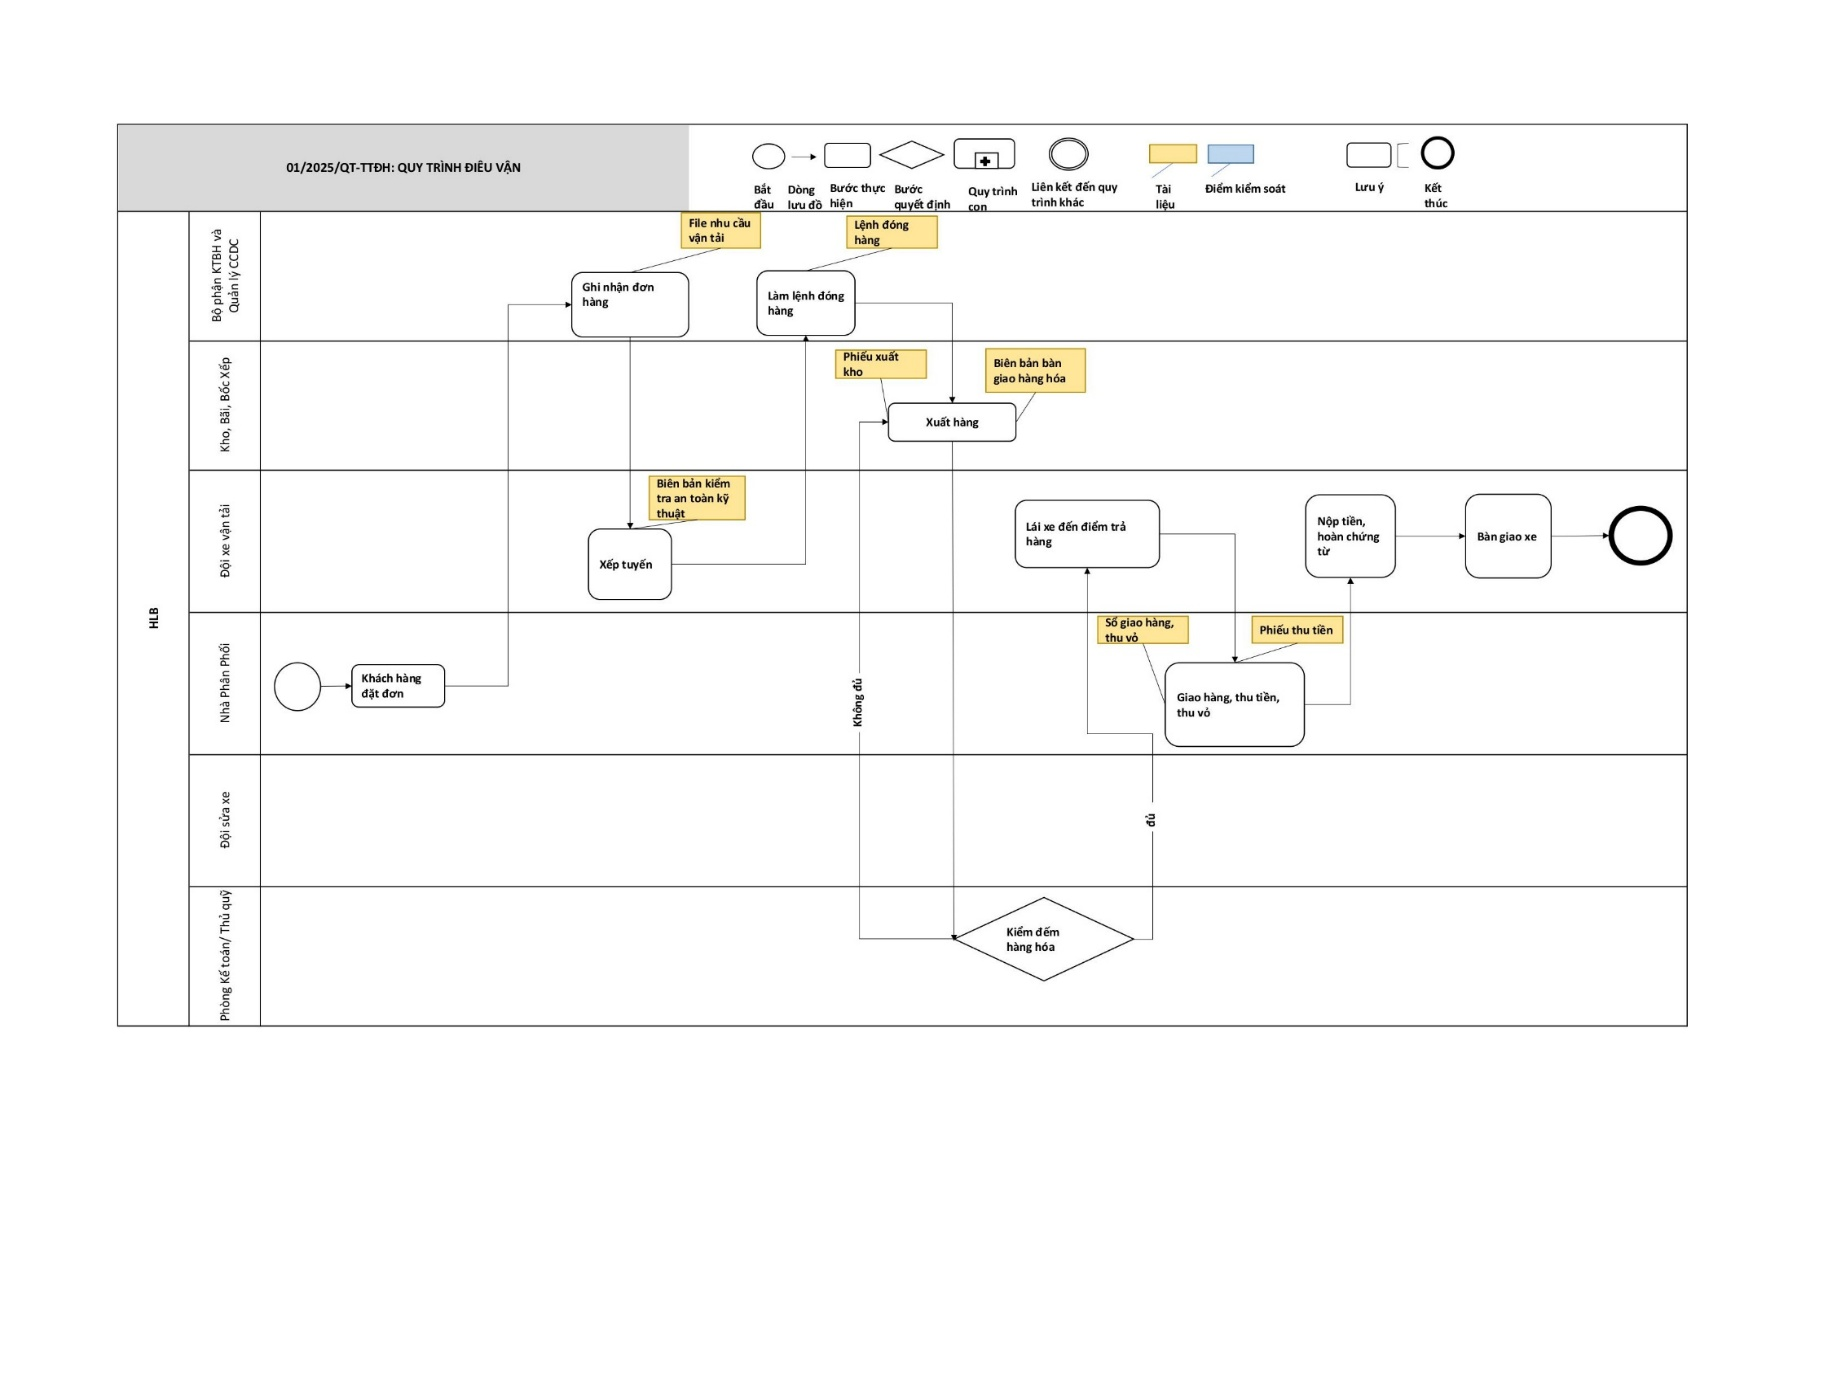 01/2025/QT-TTĐH: QUY TRÌNH ĐIỀU VẬN
Bắt
đầu
Dòng
lưu đồ
Bước thực
hiện
Bước
quyết định
Quy trình
con
Liên kết đến quy
trình khác
Tài
liệu
Điểm kiểm soát
Lưu ý
Kết
thúc
HLB
Bộ phận KTBH và
Quản lý CCDC
File nhu cầu
vận tải
Lệnh đóng
hàng
Ghi nhận đơn
hàng
Làm lệnh đóng
hàng
Kho, Bãi, Bốc Xếp
Phiếu xuất
kho
Biên bản bàn
giao hàng hóa
Xuất hàng
Đội xe vận tải
Biên bản kiểm
tra an toàn kỹ
thuật
Xếp tuyến
Lái xe đến điểm trả
hàng
Nộp tiền,
hoàn chứng
từ
Bàn giao xe
Nhà Phân Phối
Khách hàng
đặt đơn
Không đủ
Sổ giao hàng,
thu vỏ
Phiếu thu tiền
Giao hàng, thu tiền,
thu vỏ
Đội sửa xe
đủ
Phòng Kế toán/ Thủ quỹ
Kiểm đếm
hàng hóa